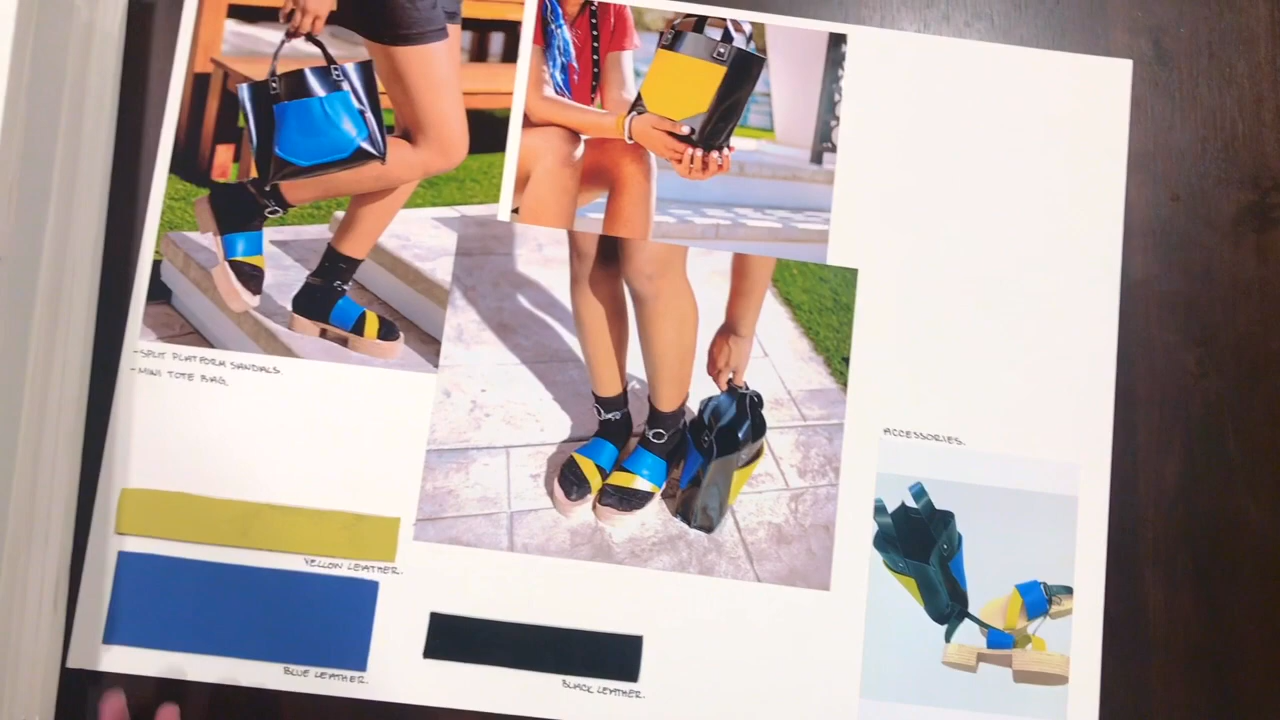 -SPLIT PLATFORM SANDALS.
-MINI TOTE BAG.
ACCESSORIES.
YELLOW LEATHER.
BLUE LEATHER.
BLACK LEATHER.